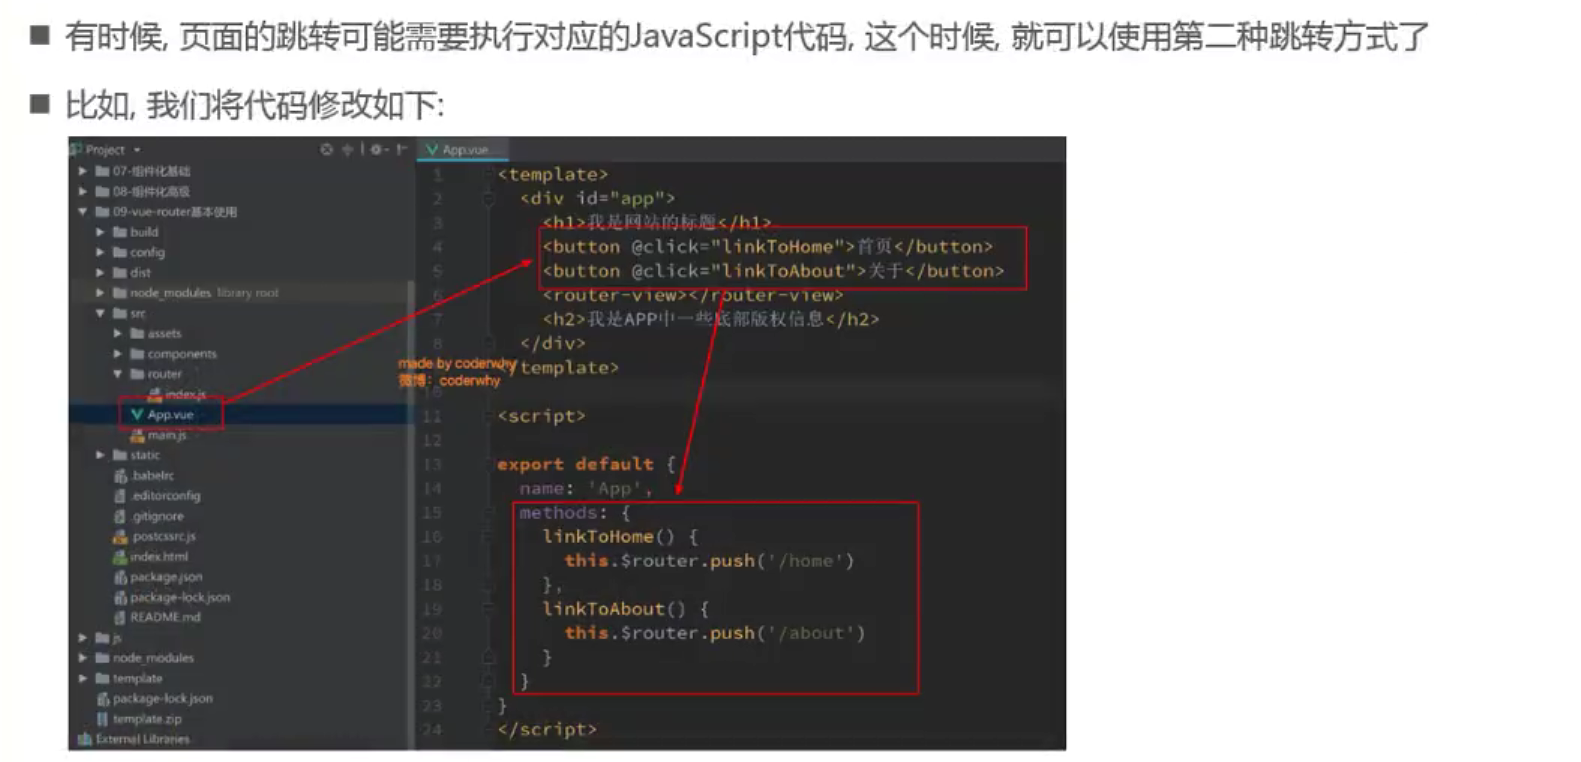 ■ 有时候, 页面的跳转可能需要执行对应的JavaScript代码, 这个时候, 就可以使用第二种跳转方式了
■ 比如, 我们将代码修改如下:
Project
07-组件化基础
08-组件化高级
09-vue-router基本使用
build
config
dist
node_modules library root
src
assets
components
router
index.js
App.vue
main.js
static
.babelrc
.editorconfig
.gitignore
.postcssrc.js
index.html
package.json
package-lock.json
README.md
js
node_modules
template
package-lock.json
template.zip
External Libraries
App.vue
1 <template>
2 <div id="app">
3 <h1>我是网站的标题</h1>
4 <button @click="linkToHome">首页</button>
5 <button @click="linkToAbout">关于</button>
6 <router-view></router-view>
7 <h2>我是APP中一些底部版权信息</h2>
8 </div>
/template>
made by coderwhy
微博: coderwhy
10
11 <script>
12
13 export default {
14 name: 'App',
15 methods: {
16 linkToHome() {
17 this.$router.push('/home')
18 },
19 linkToAbout() {
20 this.$router.push('/about')
21 }
22 }
23 }
24 </script>